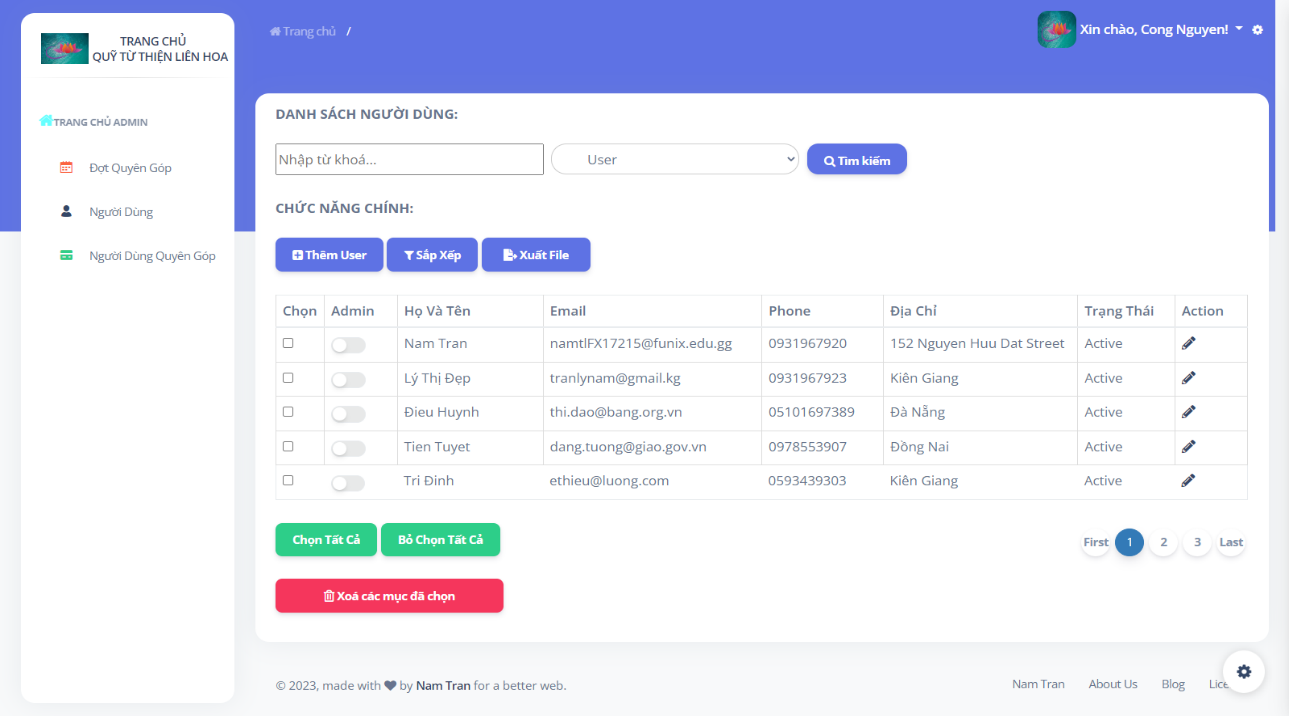 TRANG CHỦ
QUỸ TỪ THIỆN LIÊN HOA
TRANG CHỦ ADMIN
Đợt Quyên Góp
Người Dùng
Người Dùng Quyên Góp
Trang chủ /
Xin chào, Cong Nguyen!
DANH SÁCH NGƯỜI DÙNG:
Nhập từ khoá... User Tìm kiếm
CHỨC NĂNG CHÍNH:
Thêm User Sắp Xếp Xuất File
Chọn Admin Họ Và Tên Email Phone Địa Chỉ Trạng Thái Action
Nam Tran namtlFX17215@funix.edu.gg 0931967920 152 Nguyen Huu Dat Street Active
Lý Thị Đẹp tranlynam@gmail.kg 0931967923 Kiên Giang Active
Đieu Huynh thi.dao@bang.org.vn 05101697389 Đà Nẵng Active
Tien Tuyet dang.tuong@giao.gov.vn 0978553907 Đồng Nai Active
Tri Đinh ethieu@luong.com 0593439303 Kiên Giang Active
Chọn Tất Cả Bỏ Chọn Tất Cả First 1 2 3 Last
Xoá các mục đã chọn
© 2023, made with by Nam Tran for a better web. Nam Tran About Us Blog